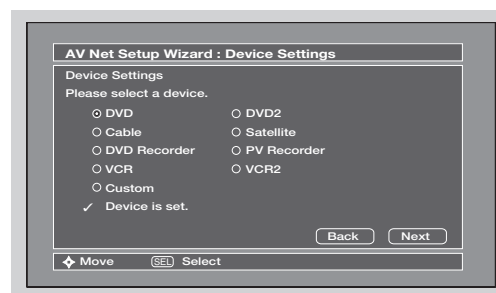 AV Net Setup Wizard : Device Settings
Device Settings
Please select a device.
DVD DVD2
Cable Satellite
DVD Recorder PV Recorder
VCR VCR2
Custom
✓ Device is set.
Back Next
Move SEL Select